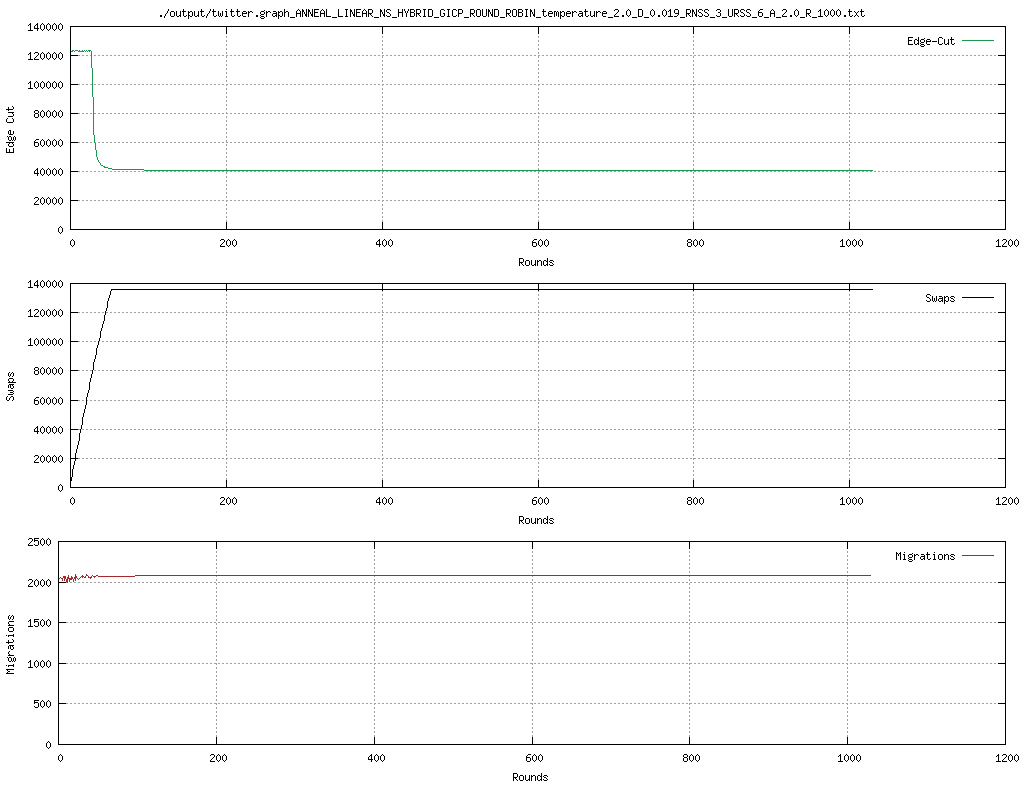 ./output/twitter.graph_ANNEAL_LINEAR_NS_HYBRID_GICP_ROUND_ROBIN_temperature_2.0_D_0.019_RNSS_3_URSS_6_A_2.0_R_1000.txt
140000
120000
100000
80000
60000
40000
20000
0
Edge Cut
Edge-Cut
0 200 400 600 800 1000 1200
Rounds
140000
120000
100000
80000
60000
40000
20000
0
Swaps
Swaps
0 200 400 600 800 1000 1200
Rounds
2500
2000
1500
1000
500
0
Migrations
Migrations
0 200 400 600 800 1000 1200
Rounds